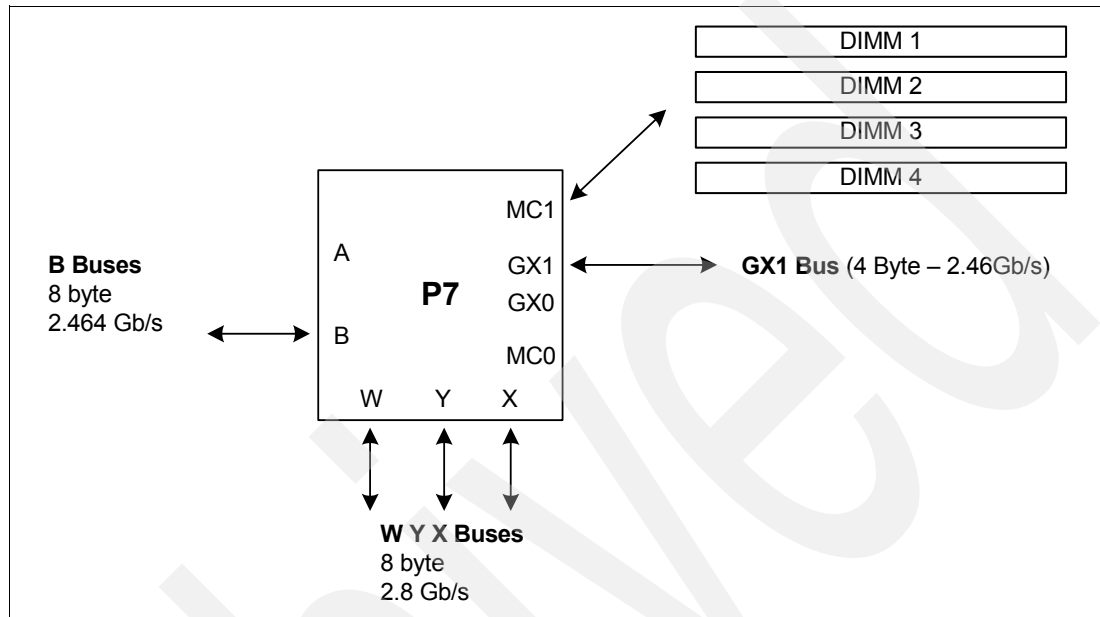 DIMM 1
DIMM 2
DIMM 3
DIMM 4
MC1
A
GX1
GX1 Bus (4 Byte – 2.46Gb/s)
B Buses
8 byte
2.464 Gb/s
P7
GX0
B
MC0
W Y X
W Y X Buses
8 byte
2.8 Gb/s